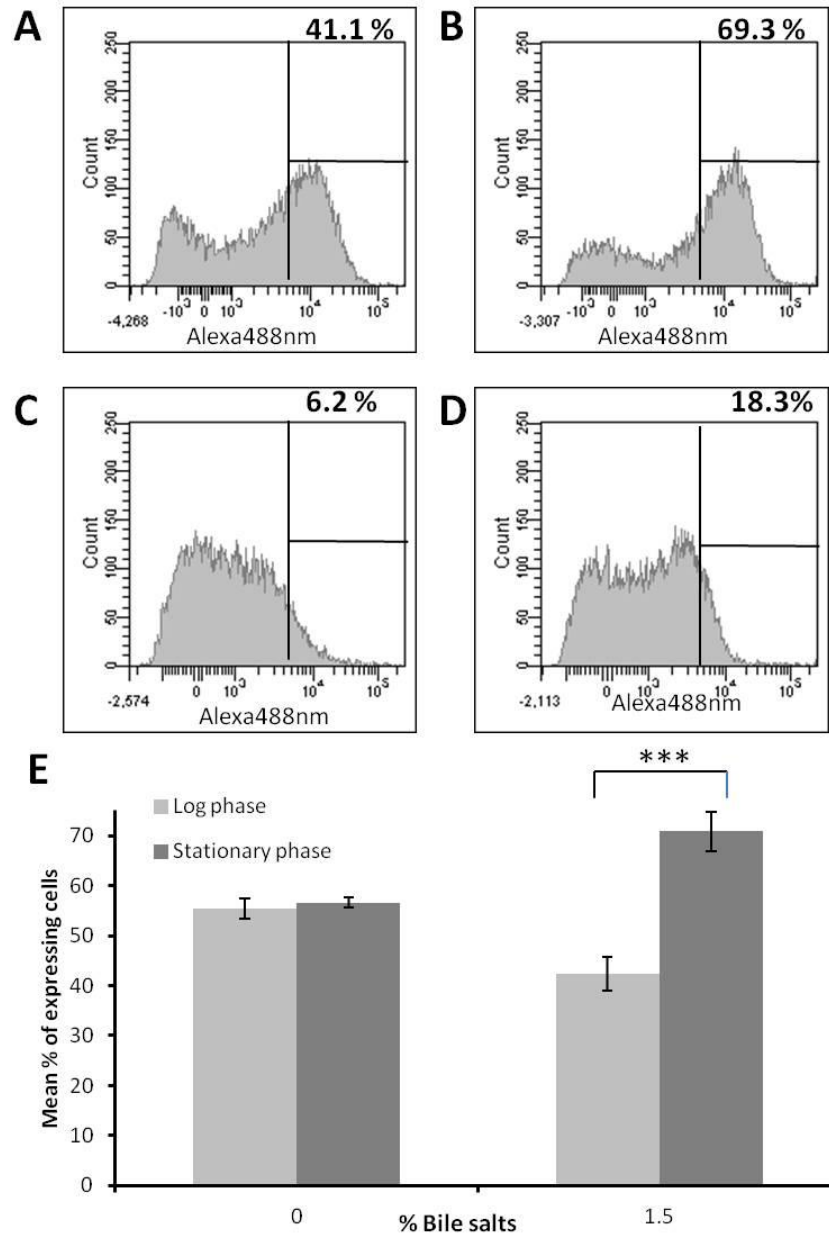 A
41.1 %
Count
250
200
150
100
50
0
-4,268
-10³ 0 10³ 10⁴ 10⁵
Alexa488nm
B
69.3 %
Count
250
200
150
100
50
0
-3,307
-10³ 0 10³ 10⁴ 10⁵
Alexa488nm
C
6.2 %
Count
250
200
150
100
50
0
-2,574
0 10³ 10⁴ 10⁵
Alexa488nm
D
18.3%
Count
250
200
150
100
50
0
-2,113
0 10³ 10⁴ 10⁵
Alexa488nm
E
***
Log phase
Stationary phase
Mean % of expressing cells
70
60
50
40
30
20
10
0
0
1.5
% Bile salts